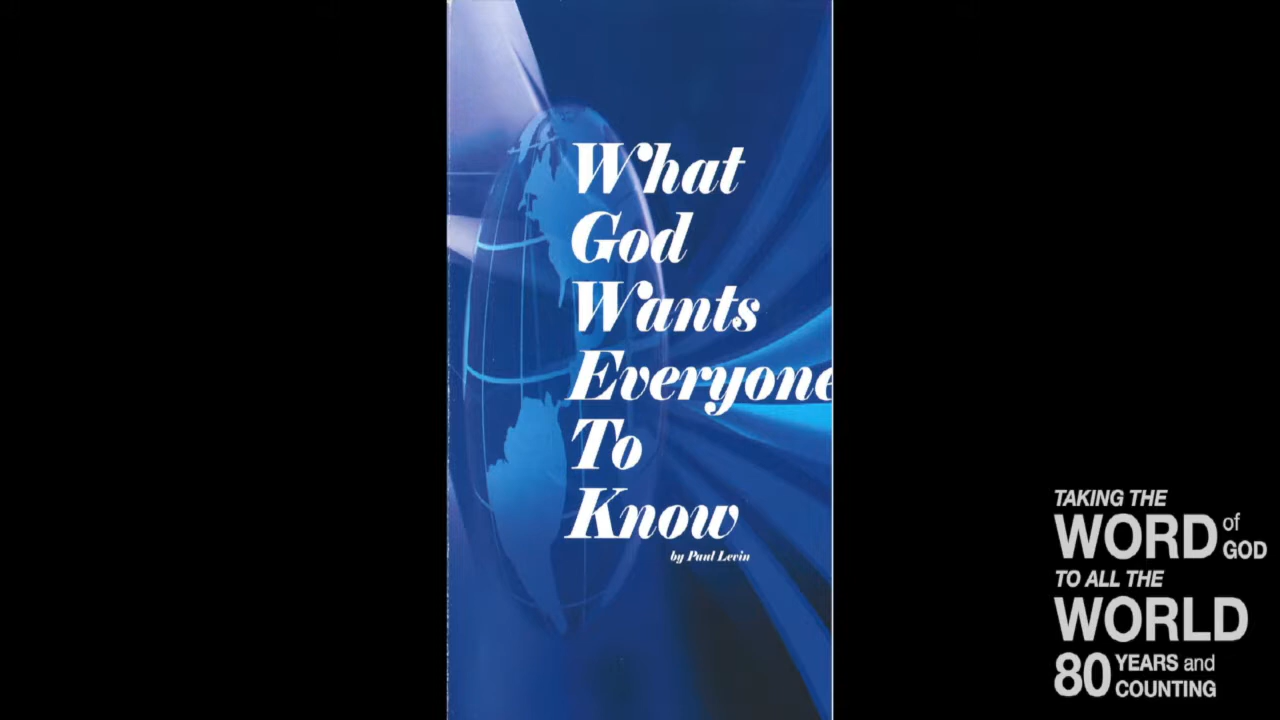 What
God
Wants
Everyone
To
Know
by Paul Levin
TAKING THE
WORD of
GOD
TO ALL THE
WORLD
80 YEARS and
COUNTING